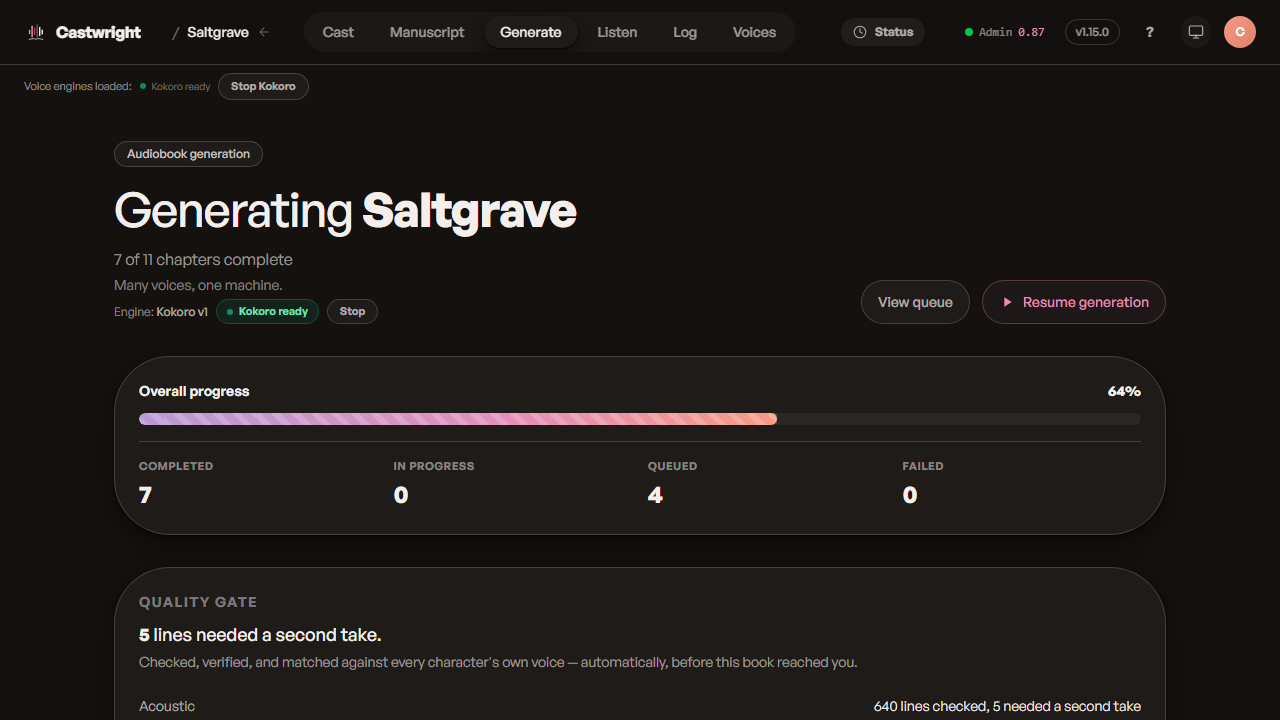 Castwright / Saltgrave ← Cast Manuscript Generate Listen Log Voices Status Admin 0.87 v1.15.0 ? C
Voice engines loaded: Kokoro ready Stop Kokoro
Audiobook generation
Generating Saltgrave
7 of 11 chapters complete
Many voices, one machine.
Engine: Kokoro v1 Kokoro ready Stop
View queue Resume generation
Overall progress 64%
COMPLETED IN PROGRESS QUEUED FAILED
7 0 4 0
QUALITY GATE
5 lines needed a second take.
Checked, verified, and matched against every character's own voice — automatically, before this book reached you.
Acoustic 640 lines checked, 5 needed a second take